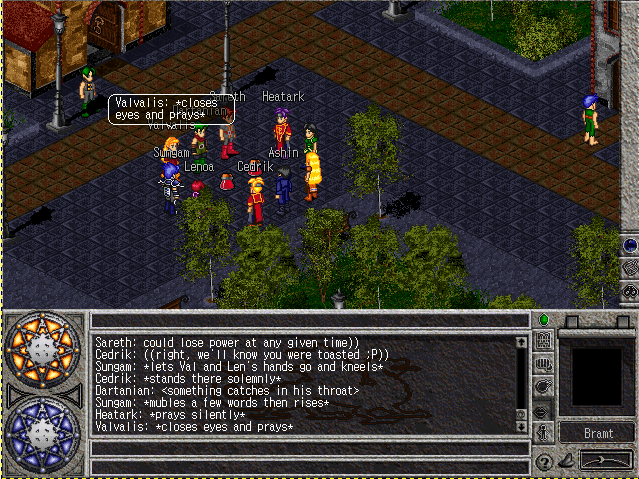 Valvalis: *closes
eyes and prays*
Heatark
Valvalis
Sungam
Ashin
Lenoa
Cedrik
Sareth: could lose power at any given time))
Cedrik: ((right, we'll know you were toasted ;P))
Sungam: *lets Val and Len's hands go and kneels*
Cedrik: *stands there solemnly*
Dartanian: <something catches in his throat>
Sungam: *mubles a few words then rises*
Heatark: *prays silently*
Valvalis: *closes eyes and prays*
Bramt